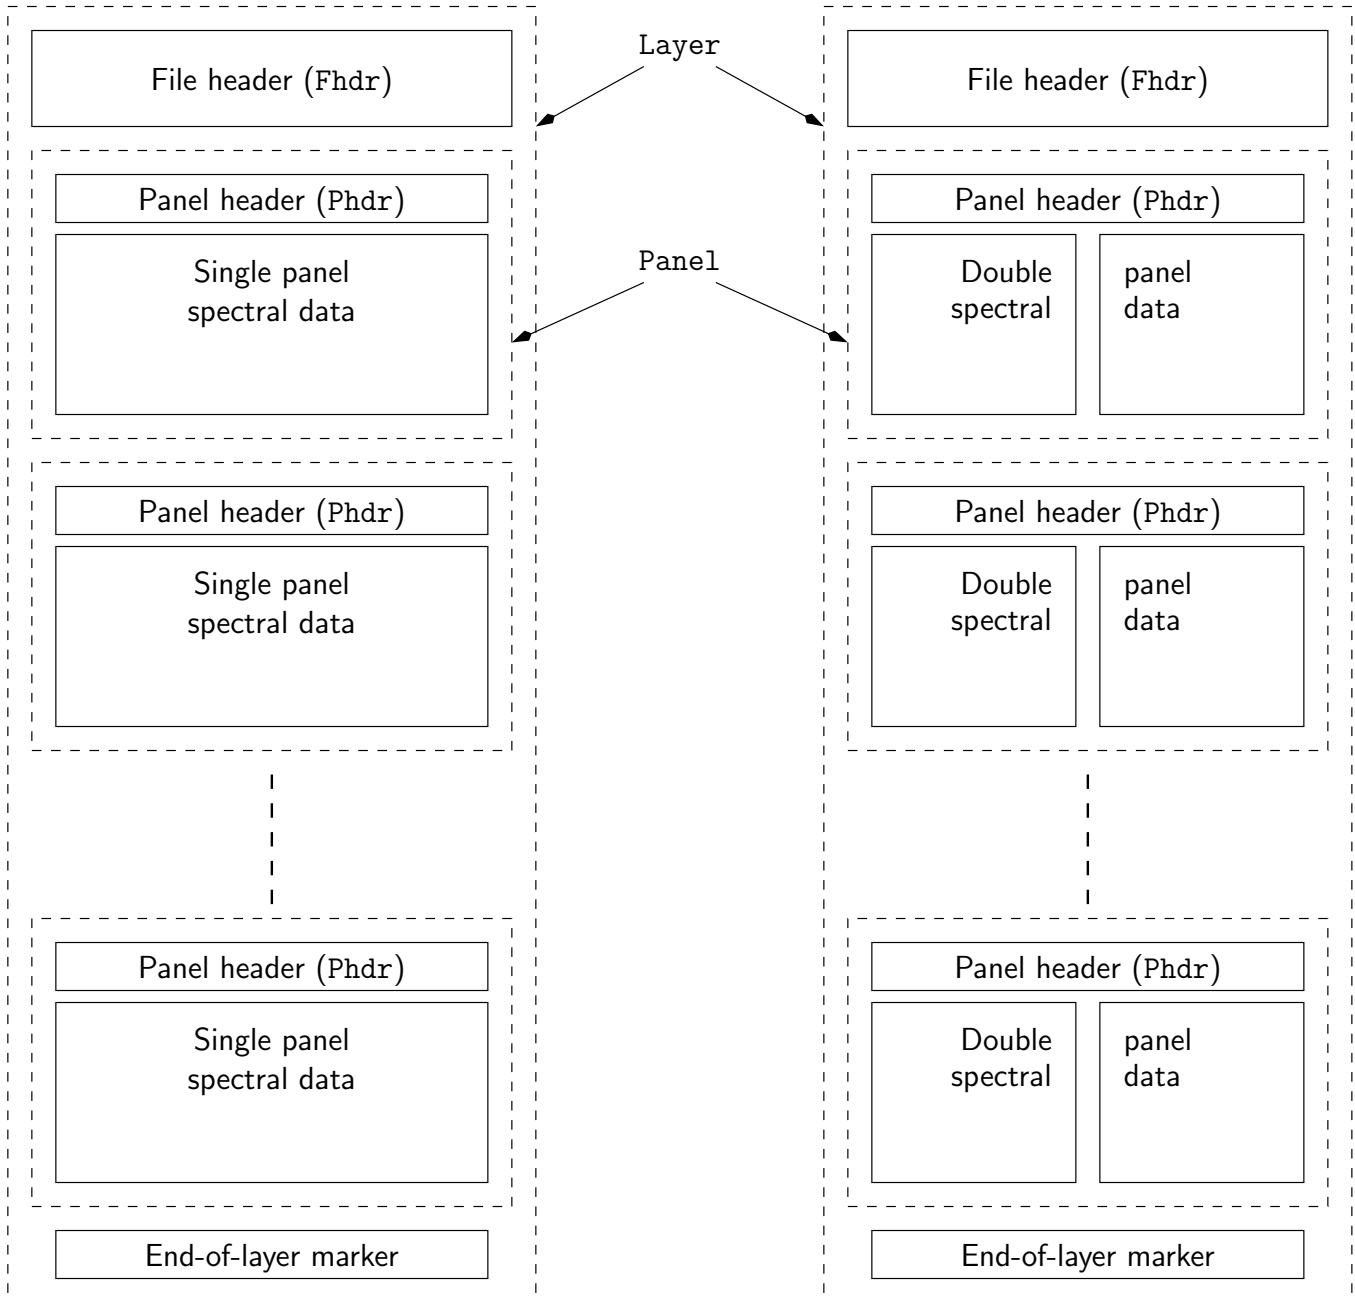 Layer
File header (Fhdr)
File header (Fhdr)
Panel header (Phdr)
Panel header (Phdr)
Panel
Single panel
spectral data
Double panel
spectral data
Panel header (Phdr)
Panel header (Phdr)
Single panel
spectral data
Double panel
spectral data
Panel header (Phdr)
Panel header (Phdr)
Single panel
spectral data
Double panel
spectral data
End-of-layer marker
End-of-layer marker